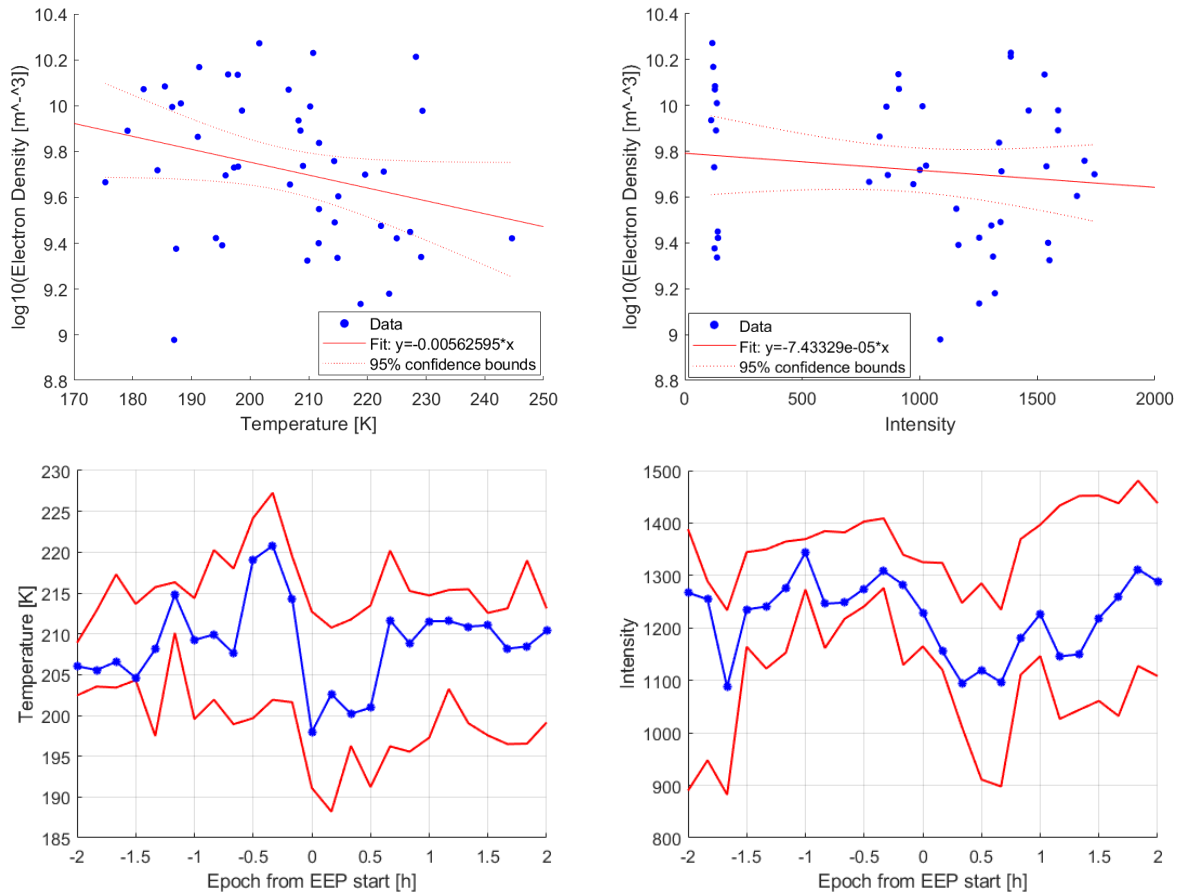 10.4
10.2
10
9.8
9.6
9.4
9.2
9
8.8
log10(Electron Density [m^-^3])
Data
Fit: y=-0.00562595*x
95% confidence bounds
170 180 190 200 210 220 230 240 250
Temperature [K]
10.4
10.2
10
9.8
9.6
9.4
9.2
9
8.8
log10(Electron Density [m^-^3])
Data
Fit: y=-7.43329e-05*x
95% confidence bounds
0 500 1000 1500 2000
Intensity
230
225
220
215
210
205
200
195
190
185
Temperature [K]
-2 -1.5 -1 -0.5 0 0.5 1 1.5 2
Epoch from EEP start [h]
1500
1400
1300
1200
1100
1000
900
800
Intensity
-2 -1.5 -1 -0.5 0 0.5 1 1.5 2
Epoch from EEP start [h]